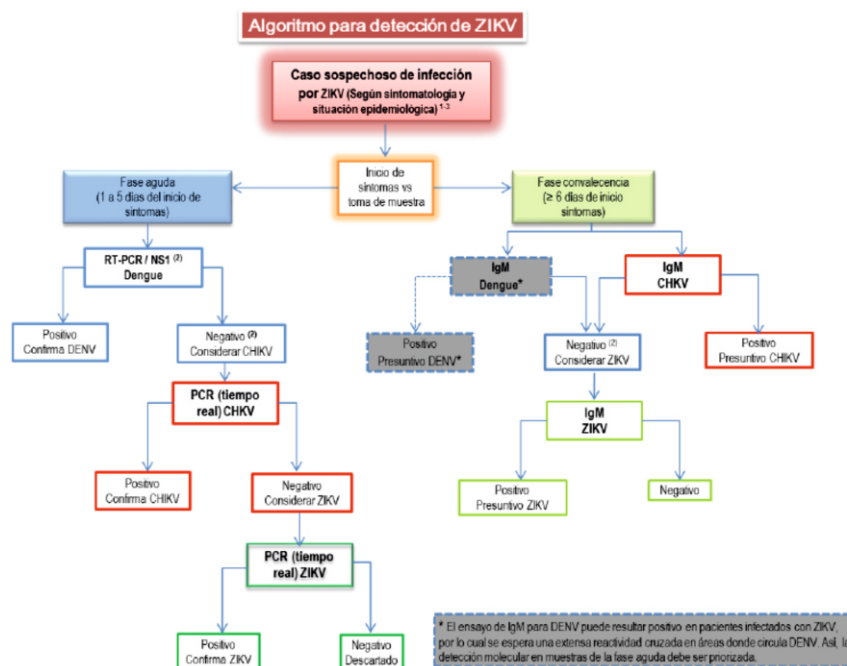 Algoritmo para detección de ZIKV
Caso sospechoso de infección
por ZIKV (Según sintomatología y
situación epidemiológica) 1-3
Inicio de
síntomas vs
toma de muestra
Fase aguda
(1 a 5 días del inicio de
síntomas)
Fase convalecencia
(≥ 6 días de inicio
síntomas)
RT-PCR / NS1 (2)
Dengue
Positivo
Confirma DENV
Negativo (2)
Considerar CHIKV
PCR (tiempo
real) CHKV
Positivo
Confirma CHIKV
Negativo
Considerar ZIKV
PCR (tiempo
real) ZIKV
Positivo
Confirma ZIKV
Negativo
Descartado
IgM
Dengue*
IgM
CHKV
Positivo
Presuntivo DENV*
Negativo (2)
Considerar ZIKV
Positivo
Presuntivo CHIKV
IgM
ZIKV
Positivo
Presuntivo ZIKV
Negativo
* El ensayo de IgM para DENV puede resultar positivo en pacientes infectados con ZIKV,
por lo cual se espera una extensa reactividad cruzada en áreas donde circula DENV. Así, la
detección molecular en muestras de la fase aguda debe ser priorizada.